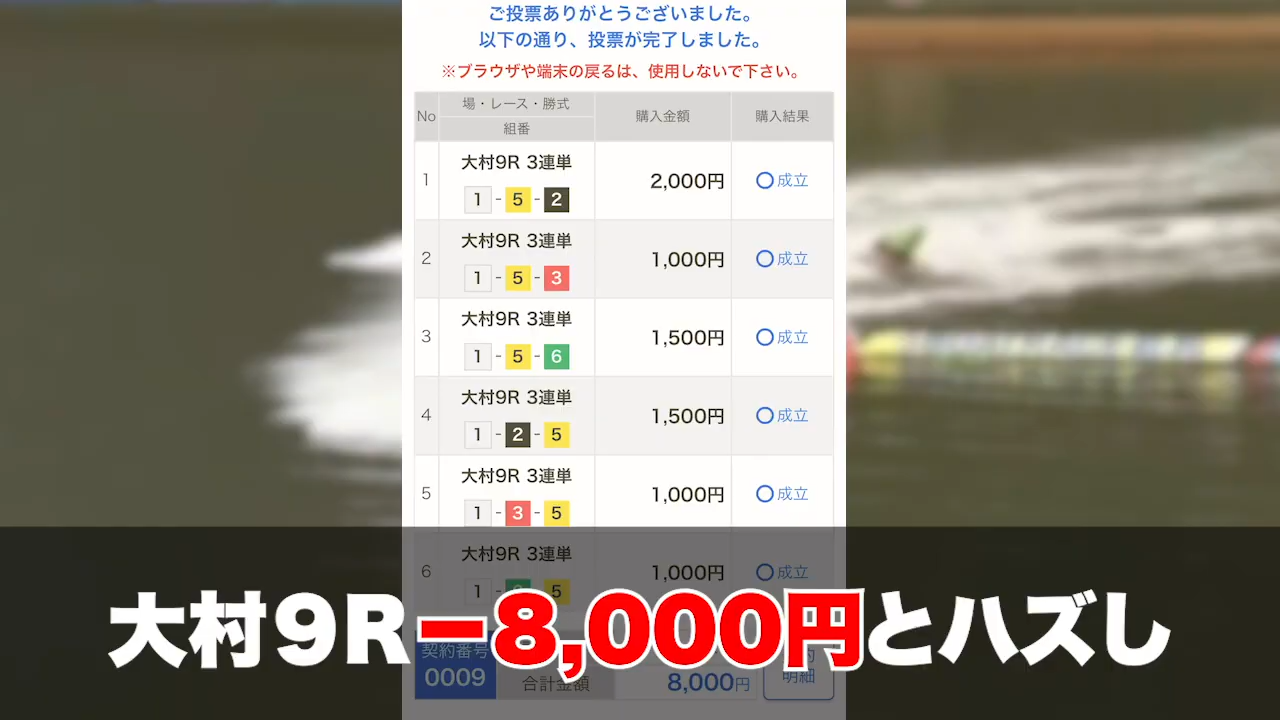 ご投票ありがとうございました。
以下の通り、投票が完了しました。
※ブラウザや端末の戻るは、使用しないで下さい。
No 場・レース・勝式 購入金額 購入結果
組番
1 大村9R 3連単 2,000円 成立
1-5-2
2 大村9R 3連単 1,000円 成立
1-5-3
3 大村9R 3連単 1,500円 成立
1-5-6
4 大村9R 3連単 1,500円 成立
1-2-5
5 大村9R 3連単 1,000円 成立
1-3-5
6 大村9R 3連単 1,000円 成立
1- -5
大村9Rー8,000円とハズし
契約番号
0009 合計金額 8,000円 明細